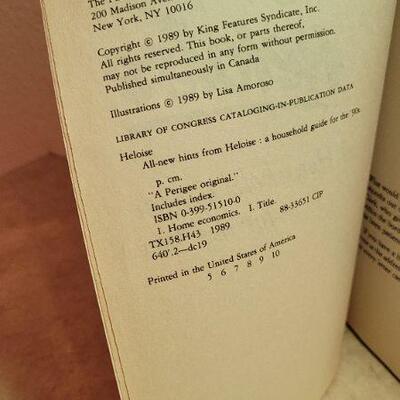 The
200 Madison Ave
New York, NY 10016
Copyright © 1989 by King Features Syndicate, Inc.
All rights reserved. This book, or parts thereof,
may not be reproduced in any form without permission.
Published simultaneously in Canada
Illustrations © 1989 by Lisa Amoroso
LIBRARY OF CONGRESS CATALOGING-IN-PUBLICATION DATA
Heloise
All-new hints from Heloise : a household guide for the '90s
p. cm.
"A Perigee original."
Includes index.
ISBN 0-399-51510-0
1. Home economics. I. Title.
TX158.H43 1989 88-33651 CIP
640'.2—dc19
Printed in the United States of America
5 6 7 8 9 10
would